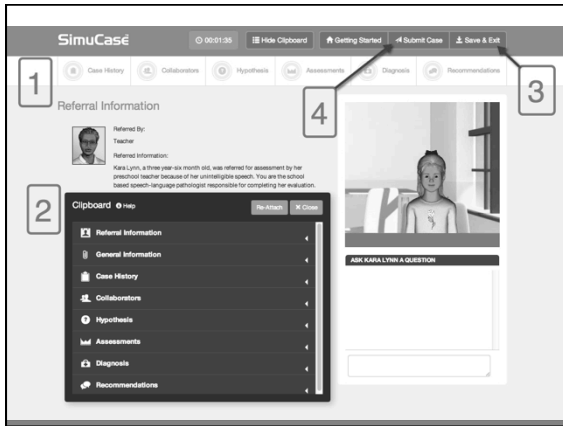 SimuCase
00:01:35
Hide Clipboard
Getting Started
Submit Case
Save & Exit
1
Case History
Collaborators
Hypothesis
Assessments
Diagnosis
Recommendations
4
3
Referral Information
Referred By:
Teacher
Referred Information:
Kara Lynn, a three year-six month old, was referred for assessment by her
preschool teacher because of her unintelligible speech. You are the school
based speech-language pathologist responsible for completing her evaluation.
2
Clipboard Help
Re-Attach
Close
Referral Information
General Information
Case History
Collaborators
Hypothesis
Assessments
Diagnosis
Recommendations
ASK KARA LYNN A QUESTION